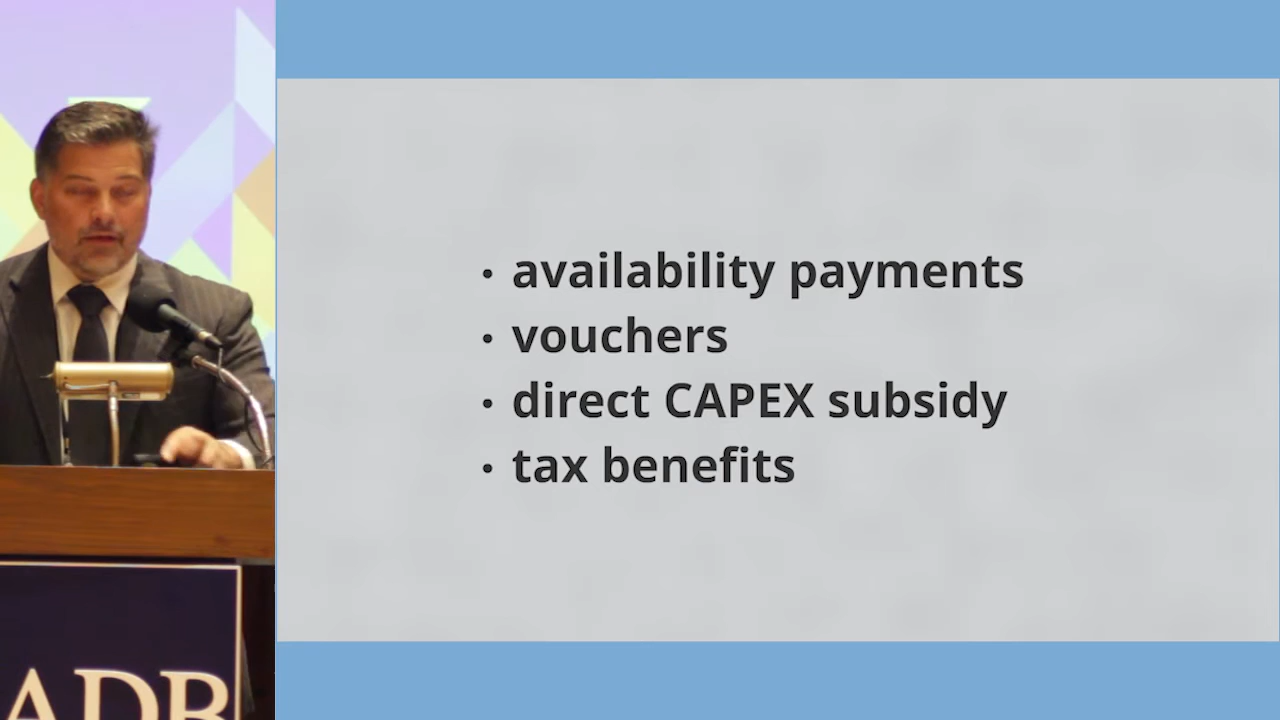 • availability payments
• vouchers
• direct CAPEX subsidy
• tax benefits
ADB